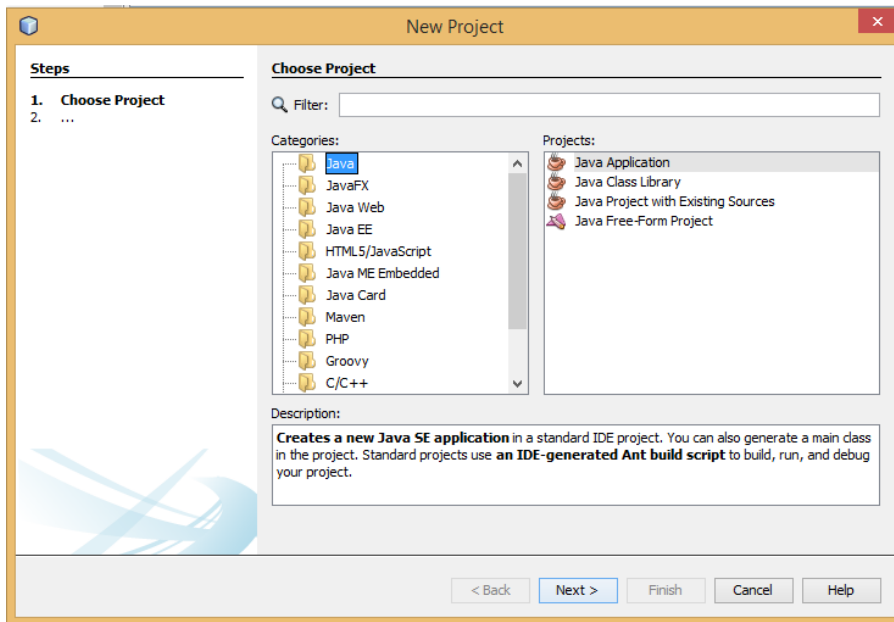 New Project
Steps
1. Choose Project
2. ...
Choose Project
Filter:
Categories:
Java
JavaFX
Java Web
Java EE
HTML5/JavaScript
Java ME Embedded
Java Card
Maven
PHP
Groovy
C/C++
Projects:
Java Application
Java Class Library
Java Project with Existing Sources
Java Free-Form Project
Description:
Creates a new Java SE application in a standard IDE project. You can also generate a main class
in the project. Standard projects use an IDE-generated Ant build script to build, run, and debug
your project.
< Back
Next >
Finish
Cancel
Help